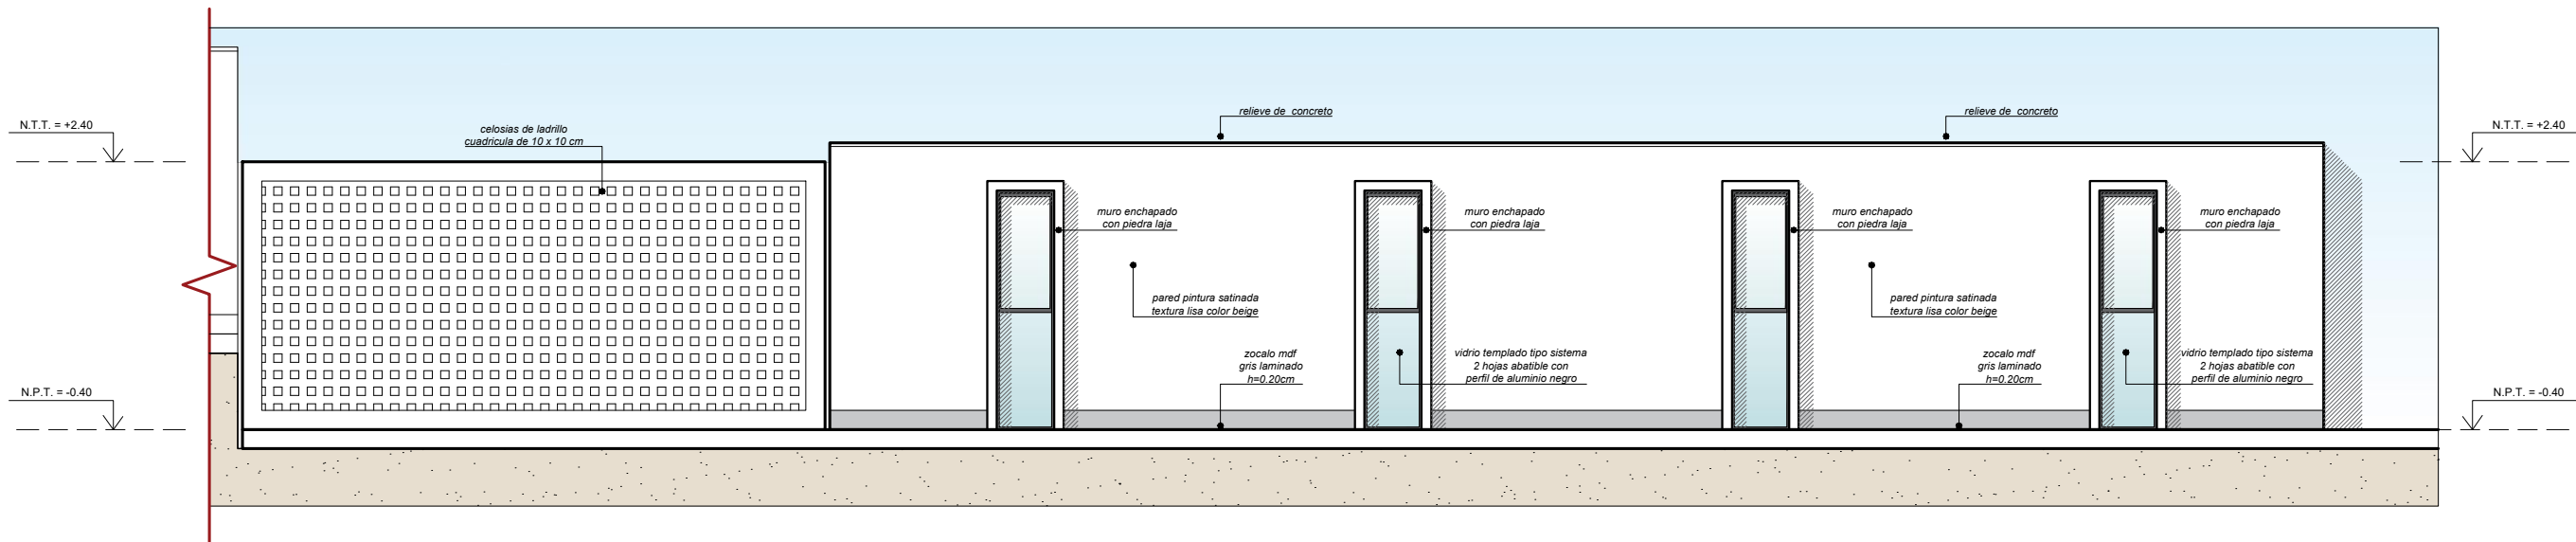 relieve de  concreto
relieve de  concreto
N.T.T. = +2.40
N.T.T. = +2.40
celosias de ladrillo
cuadricula de 10 x 10 cm
muro enchapado
con piedra laja
muro enchapado
con piedra laja
muro enchapado
con piedra laja
muro enchapado
con piedra laja
pared pintura satinada
textura lisa color beige
pared pintura satinada
textura lisa color beige
zocalo mdf
gris laminado
h=0.20cm
vidrio templado tipo sistema
2 hojas abatible con
perfil de aluminio negro
zocalo mdf
gris laminado
h=0.20cm
vidrio templado tipo sistema
2 hojas abatible con
perfil de aluminio negro
N.P.T. = -0.40
N.P.T. = -0.40